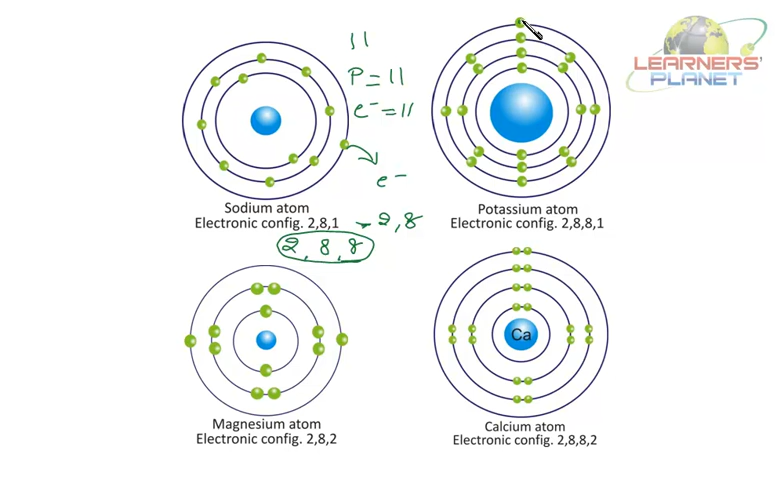 LEARNERS'
PLANET
11
P = 11
e⁻ = 11
e⁻
Sodium atom
Electronic config. 2,8,1
2,8
2,8,8
Potassium atom
Electronic config. 2,8,8,1
Magnesium atom
Electronic config. 2,8,2
Ca
Calcium atom
Electronic config. 2,8,8,2